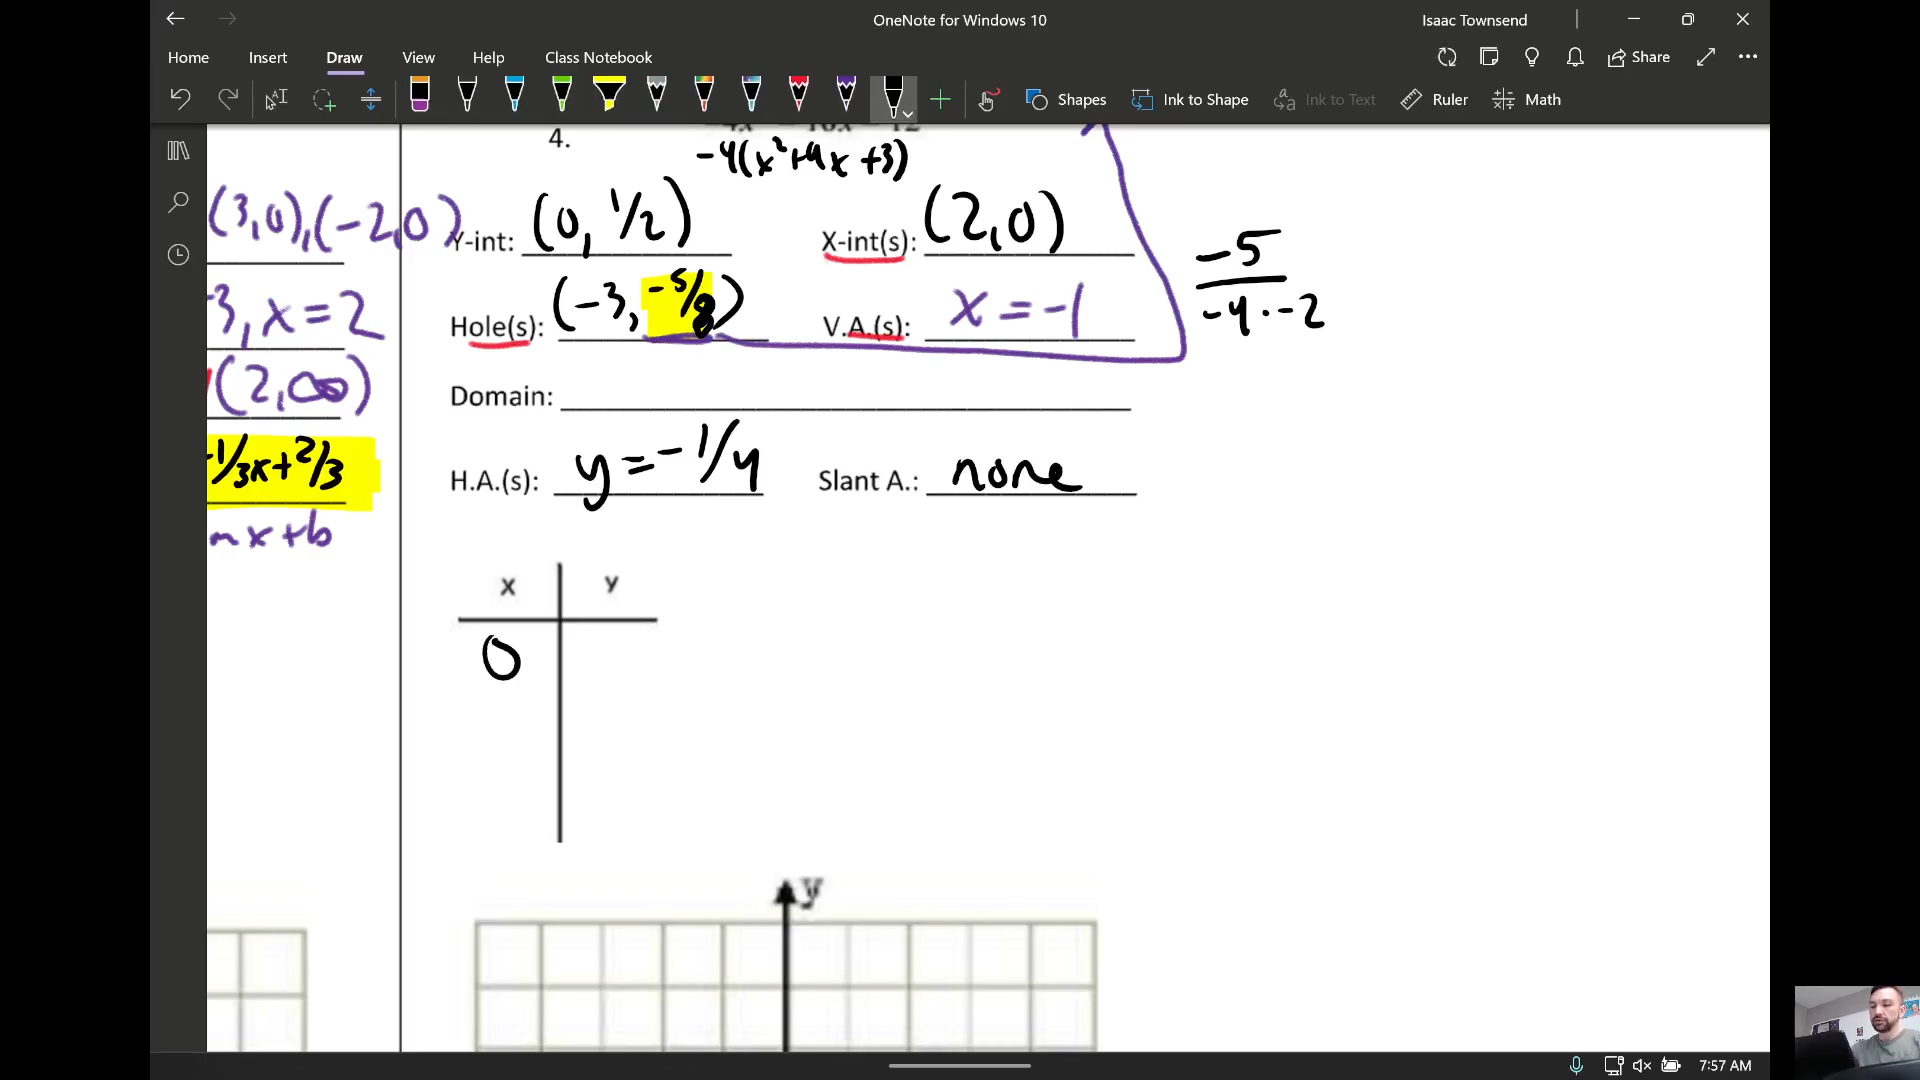 OneNote for Windows 10
Isaac Townsend
Home Insert Draw View Help Class Notebook
Share
Shapes Ink to Shape Ink to Text Ruler Math
4.
-4(x²+4x+3)
(3,0),(-2,0)
Y-int: (0, 1/2) X-int(s): (2,0)
-5
-4·-2
3, x=2
Hole(s): (-3, -5/8) V.A.(s): x=-1
(2,∞)
Domain:
-1/3x+2/3
H.A.(s): y=-1/4 Slant A.: none
mx+b
x y
0
y
7:57 AM